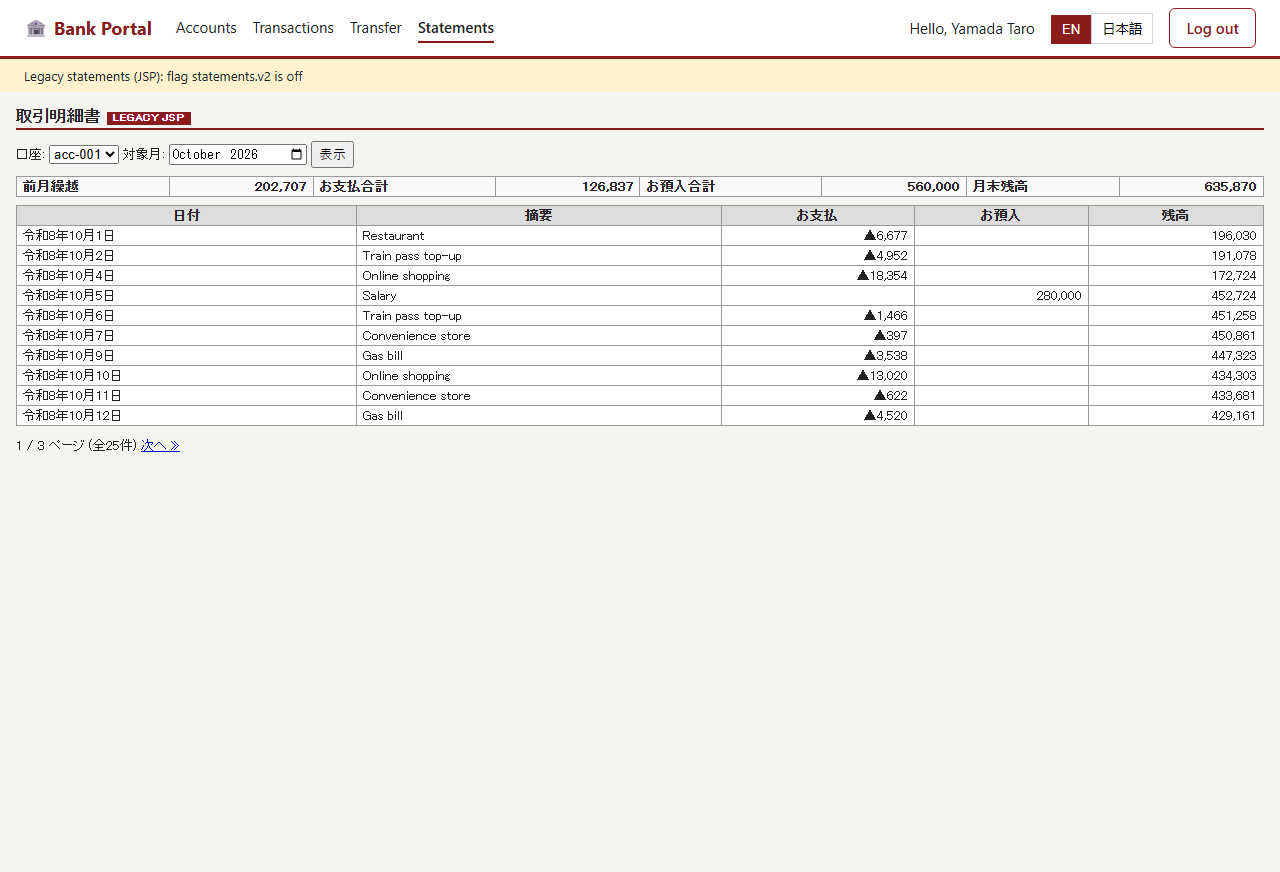 Bank Portal Accounts Transactions Transfer Statements Hello, Yamada Taro EN 日本語 Log out
Legacy statements (JSP): flag statements.v2 is off
取引明細書 LEGACY JSP
口座: acc-001 対象月: October 2026 表示
前月繰越 202,707 お支払合計 126,837 お預入合計 560,000 月末残高 635,870
日付 摘要 お支払 お預入 残高
令和8年10月1日 Restaurant ▲6,677 196,030
令和8年10月2日 Train pass top-up ▲4,952 191,078
令和8年10月4日 Online shopping ▲18,354 172,724
令和8年10月5日 Salary 280,000 452,724
令和8年10月6日 Train pass top-up ▲1,466 451,258
令和8年10月7日 Convenience store ▲397 450,861
令和8年10月9日 Gas bill ▲3,538 447,323
令和8年10月10日 Online shopping ▲13,020 434,303
令和8年10月11日 Convenience store ▲622 433,681
令和8年10月12日 Gas bill ▲4,520 429,161
1 / 3 ページ (全25件) 次へ ≫